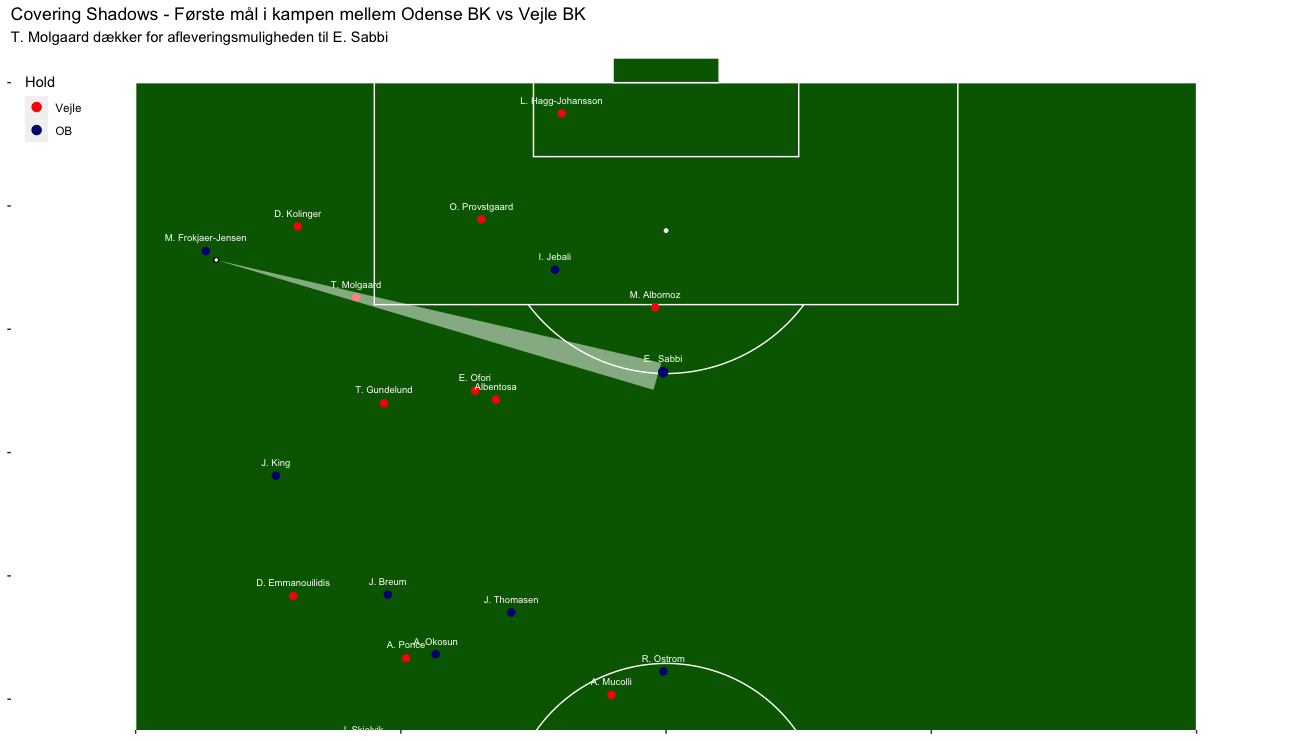 Covering Shadows - Første mål i kampen mellem Odense BK vs Vejle BK
T. Molgaard dækker for afleveringsmuligheden til E. Sabbi
Hold
Vejle
OB
L. Hagg-Johansson
O. Provstgaard
D. Kolinger
M. Frokjaer-Jensen
I. Jebali
T. Molgaard
M. Albornoz
E. Sabbi
E. Ofori
Albentosa
T. Gundelund
J. King
D. Emmanouilidis
J. Breum
J. Thomasen
A. Ponce
A. Okosun
R. Ostrom
A. Mucolli